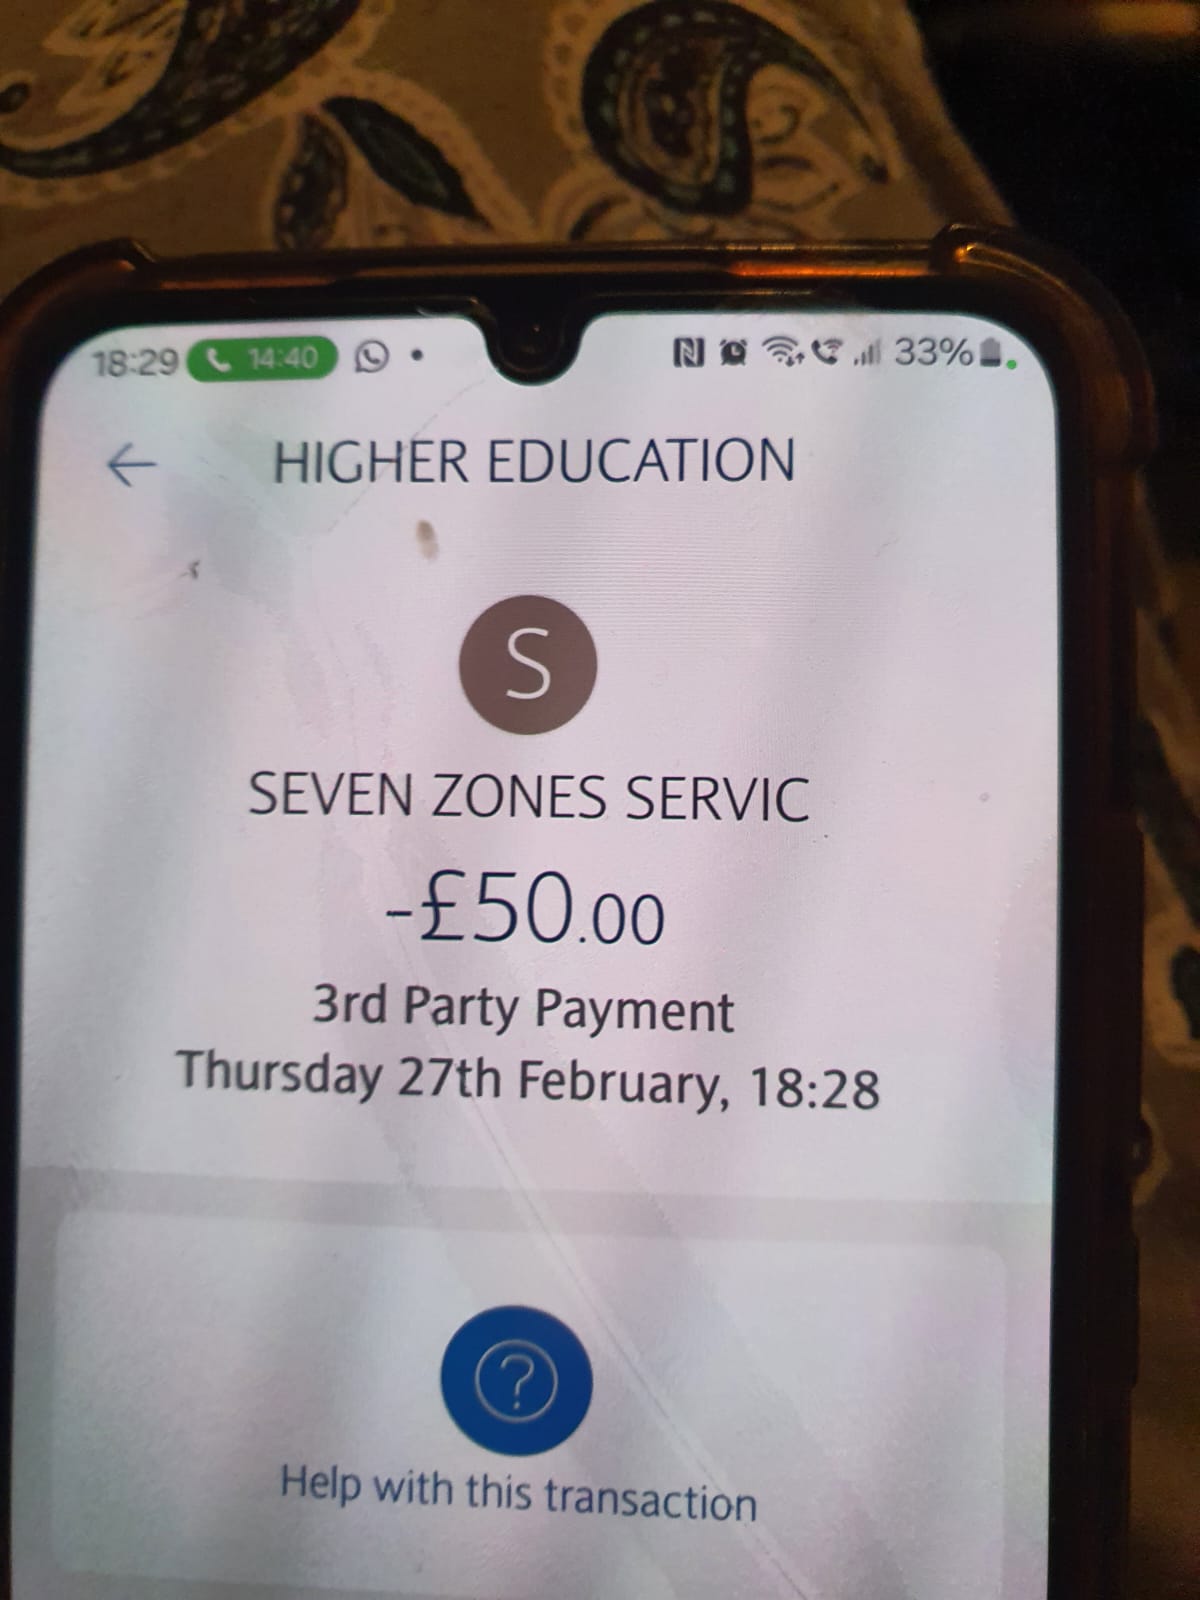 18:29 14:40 33%
HIGHER EDUCATION
S
SEVEN ZONES SERVIC
-£50.00
3rd Party Payment
Thursday 27th February, 18:28
?
Help with this transaction